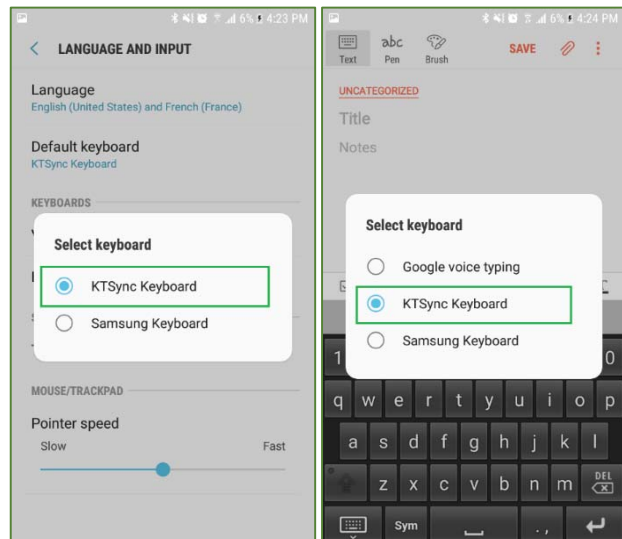 6% 4:23 PM
LANGUAGE AND INPUT
Language
English (United States) and French (France)
Default keyboard
KTSync Keyboard
KEYBOARDS
Select keyboard
KTSync Keyboard
Samsung Keyboard
MOUSE/TRACKPAD
Pointer speed
Slow Fast
6% 4:24 PM
abc
Text Pen Brush SAVE
UNCATEGORIZED
Title
Notes
Select keyboard
Google voice typing
KTSync Keyboard
Samsung Keyboard
1 0
q w e r t y u i o p
a s d f g h j k l
z x c v b n m DEL
Sym . ,